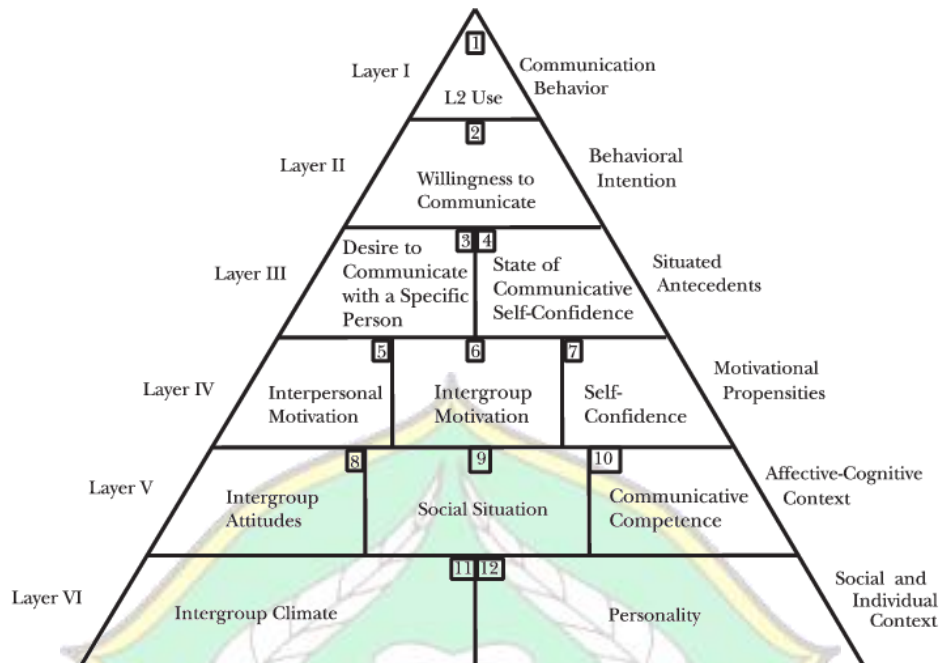 1
Layer I
Communication
Behavior
L2 Use
2
Layer II
Behavioral
Intention
Willingness to
Communicate
3 4
Layer III
Desire to
Communicate
with a Specific
Person
State of
Communicative
Self-Confidence
Situated
Antecedents
5 6 7
Layer IV
Interpersonal
Motivation
Intergroup
Motivation
Self-
Confidence
Motivational
Propensities
8 9 10
Layer V
Intergroup
Attitudes
Social Situation
Communicative
Competence
Affective-Cognitive
Context
11 12
Layer VI
Intergroup Climate
Personality
Social and
Individual
Context